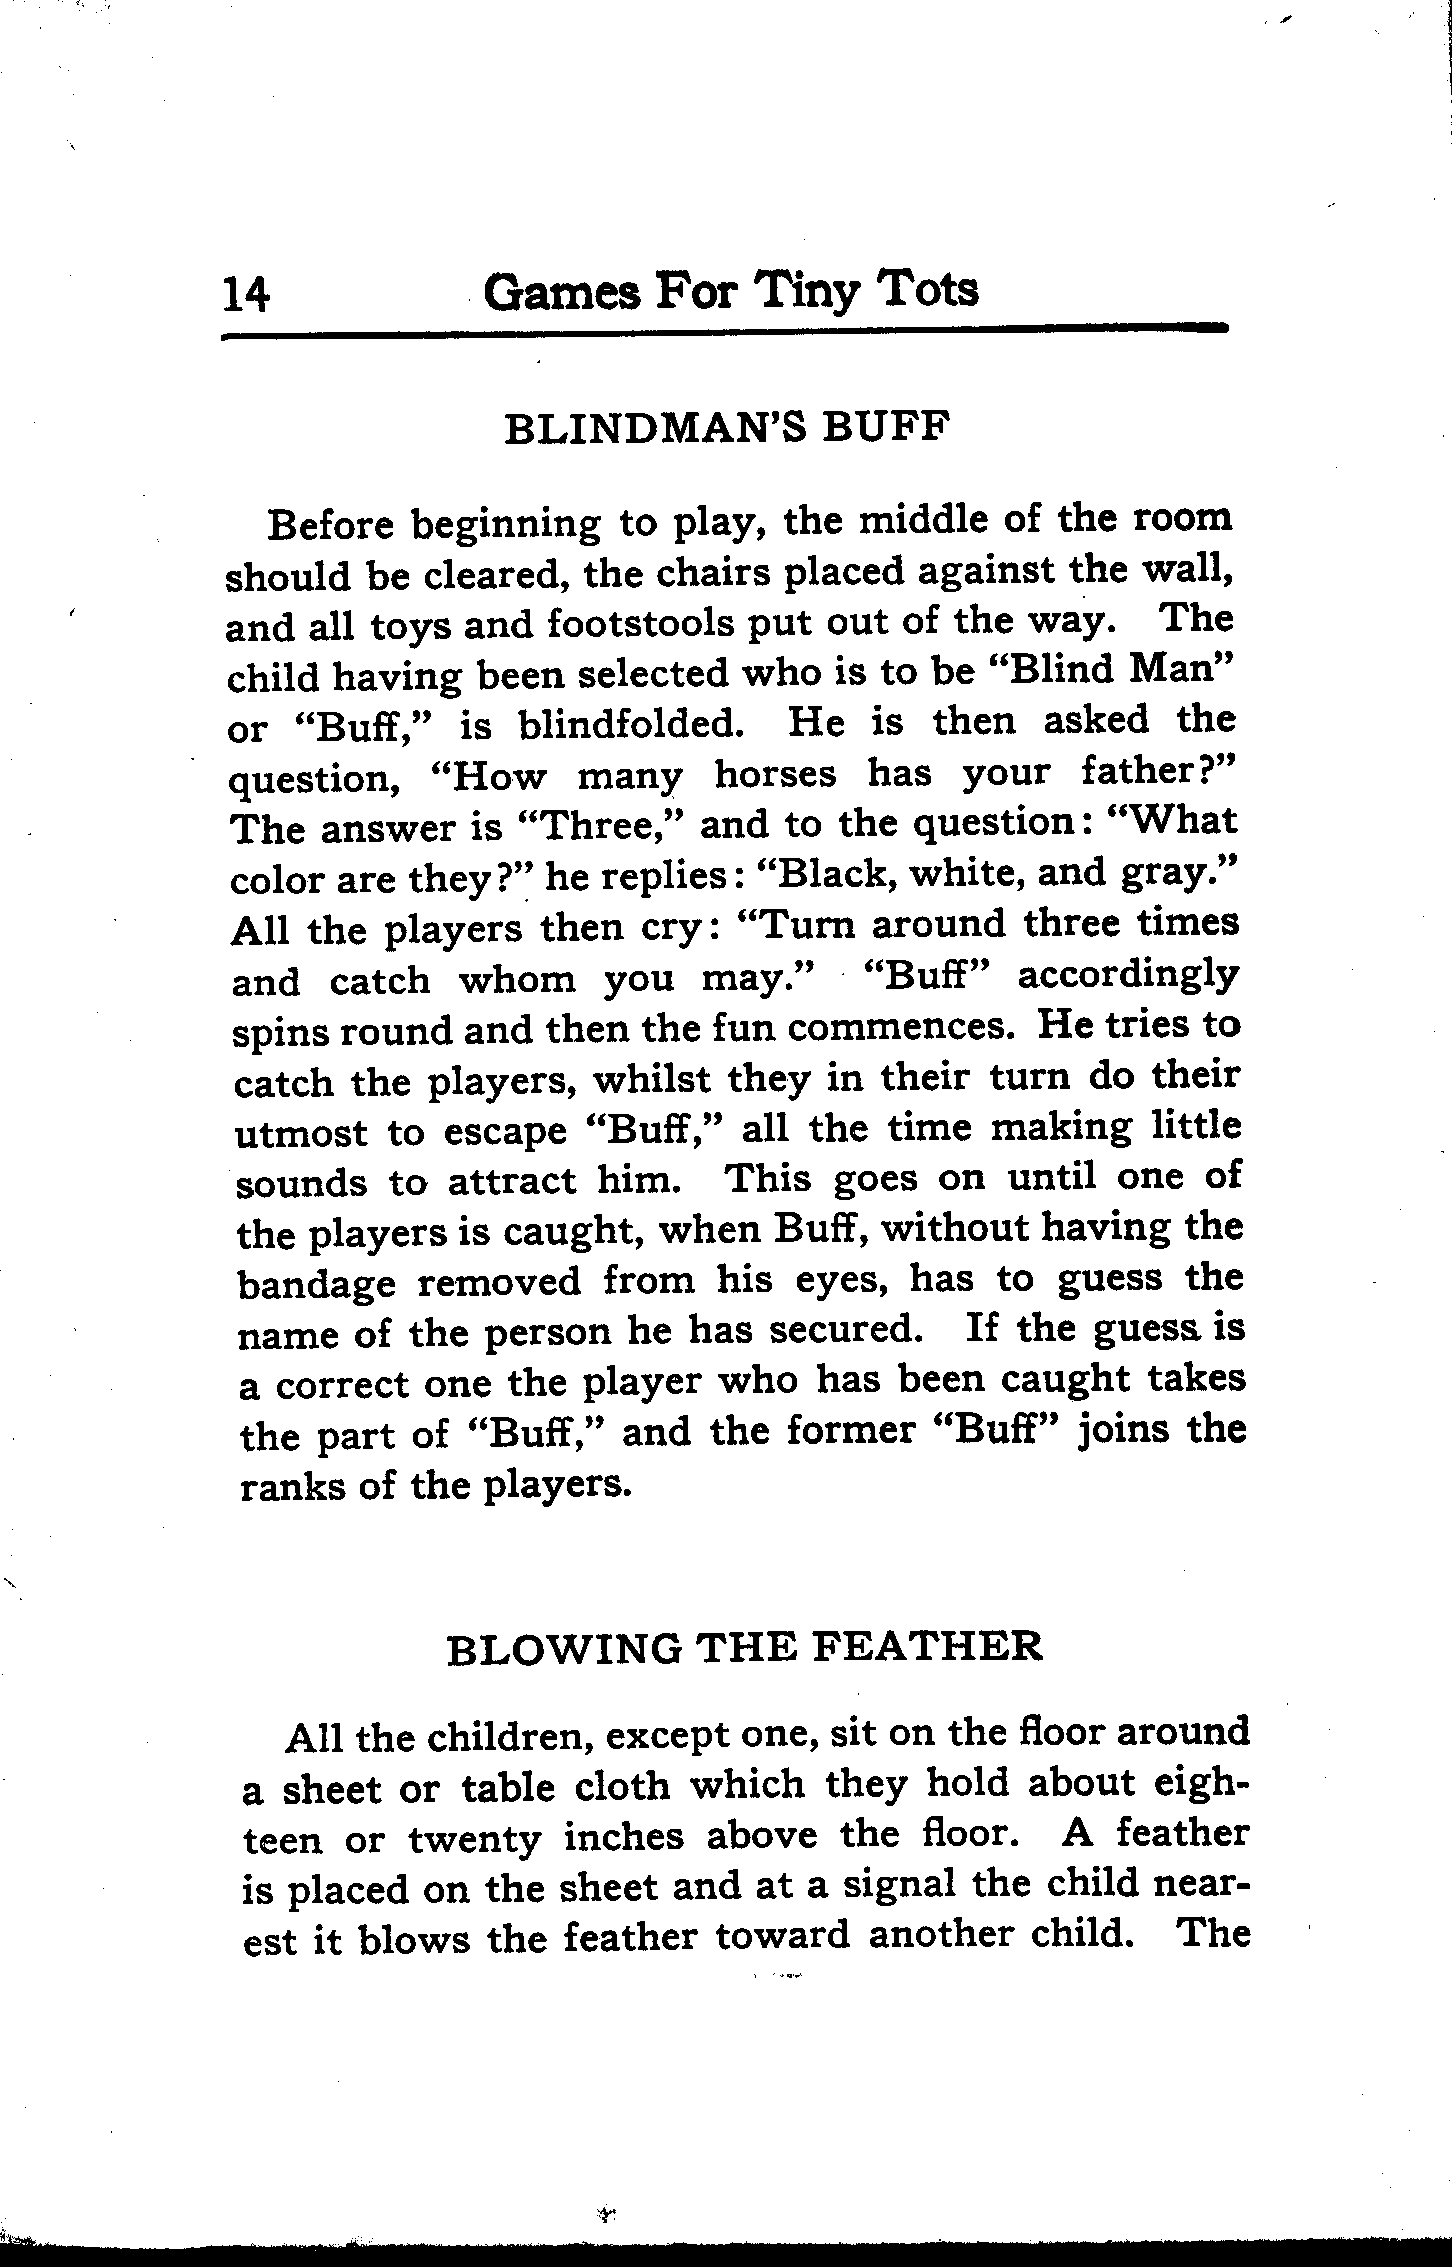 14 Games For Tiny Tots
BLINDMAN'S BUFF
Before beginning to play, the middle of the room
should be cleared, the chairs placed against the wall,
and all toys and footstools put out of the way. The
child having been selected who is to be “Blind Man”
or “Buff,” is blindfolded. He is then asked the
question, “How many horses has your father?”
The answer is “Three,” and to the question: “What
color are they?” he replies: “Black, white, and gray.”
All the players then cry: “Turn around three times
and catch whom you may.” “Buff” accordingly
spins round and then the fun commences. He tries to
catch the players, whilst they in their turn do their
utmost to escape “Buff,” all the time making little
sounds to attract him. This goes on until one of
the players is caught, when Buff, without having the
bandage removed from his eyes, has to guess the
name of the person he has secured. If the guess is
a correct one the player who has been caught takes
the part of “Buff,” and the former “Buff” joins the
ranks of the players.
BLOWING THE FEATHER
All the children, except one, sit on the floor around
a sheet or table cloth which they hold about eigh-
teen or twenty inches above the floor. A feather
is placed on the sheet and at a signal the child near-
est it blows the feather toward another child. The